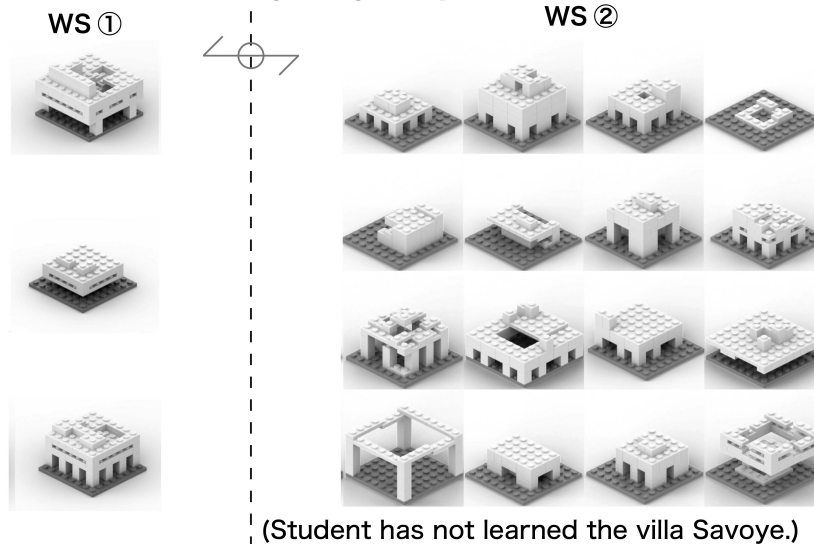 WS ①
WS ②
(Student has not learned the villa Savoye.)